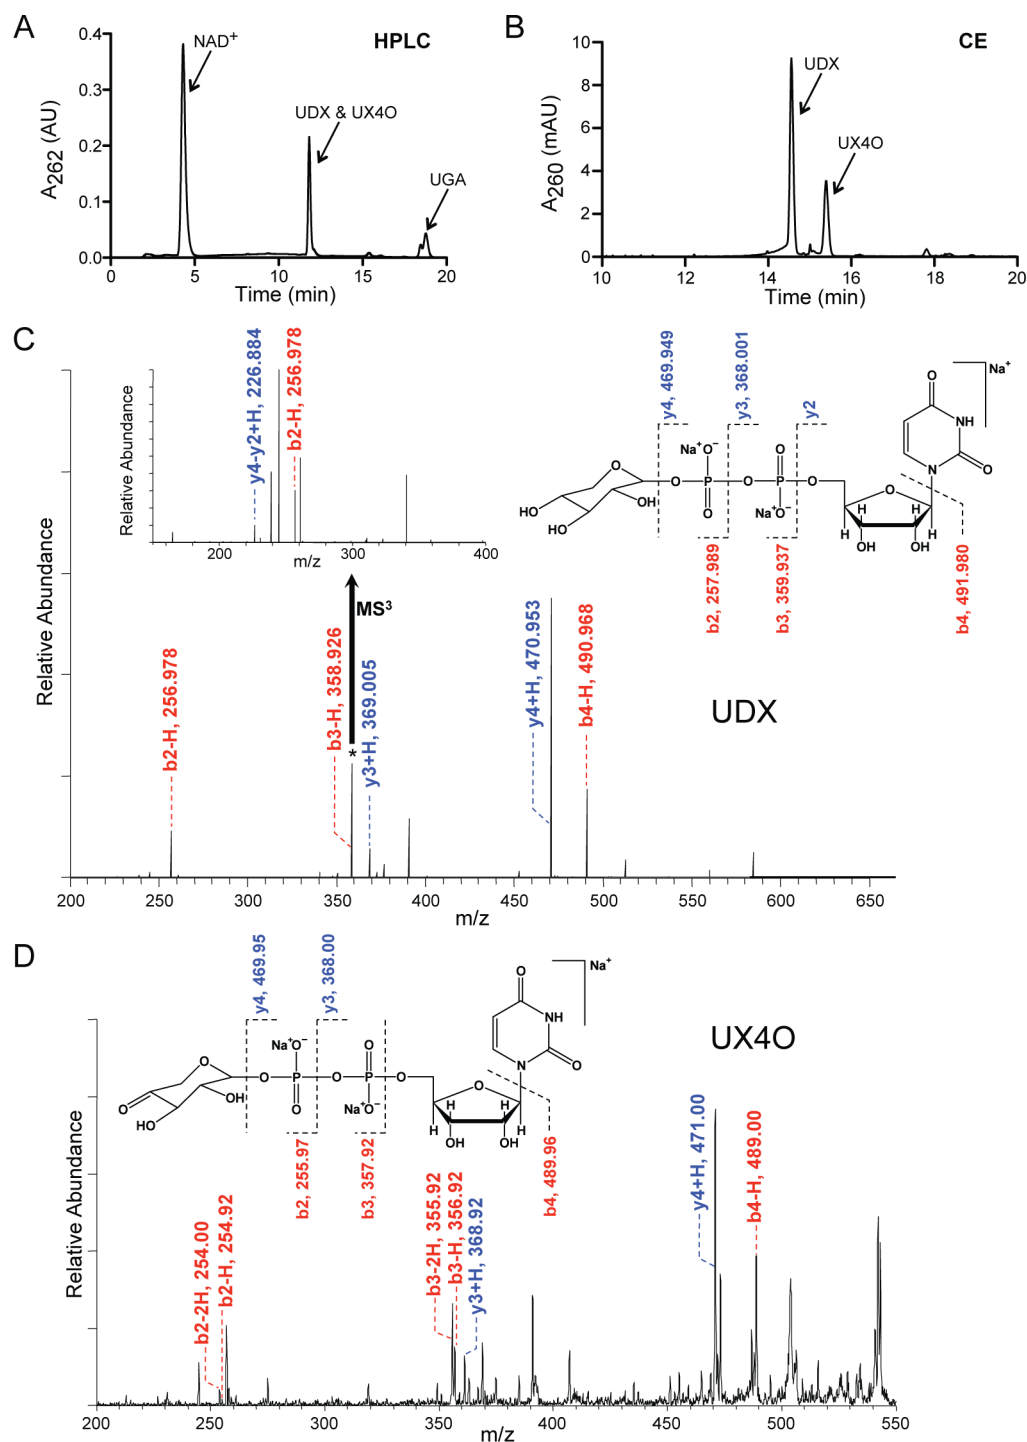 A
HPLC
0.4
0.3
0.2
0.1
0.0
A262 (AU)
NAD+
UDX & UX4O
UGA
0 5 10 15 20
Time (min)
B
CE
10
8
6
4
2
0
A260 (mAU)
UDX
UX4O
10 12 14 16 18 20
Time (min)
C
Relative Abundance
y4-y2+H, 226.884
b2-H, 256.978
Relative Abundance
200 300 400
m/z
MS3
y4, 469.949
y3, 368.001
y2
Na+
O
NH
N
O
Na+O−
O
O
P
O
P
O
O
O
Na+O−
HO
HO
OH
O
H
H
H
H
OH
OH
b2, 257.989
b3, 359.937
b4, 491.980
b2-H, 256.978
b3-H, 358.926
*
y3+H, 369.005
y4+H, 470.953
b4-H, 490.968
UDX
200 250 300 350 400 450 500 550 600 650
m/z
D
Relative Abundance
y4, 469.95
y3, 368.00
Na+
O
NH
N
O
Na+O−
O
O
P
O
P
O
O
O
Na+O−
O
HO
OH
O
H
H
H
H
OH
OH
b2, 255.97
b3, 357.92
b4, 489.96
UX4O
b2-2H, 254.00
b2-H, 254.92
b3-2H, 355.92
b3-H, 356.92
y3+H, 368.92
y4+H, 471.00
b4-H, 489.00
200 250 300 350 400 450 500 550
m/z